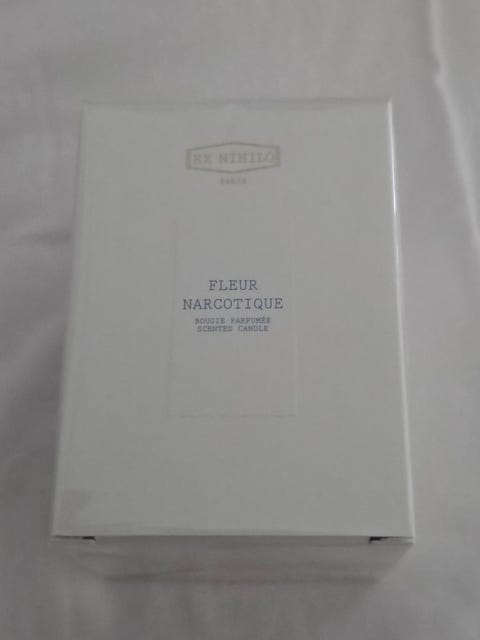 EX NIHILO
PARIS
FLEUR
NARCOTIQUE
BOUGIE PARFUMÉE
SCENTED CANDLE